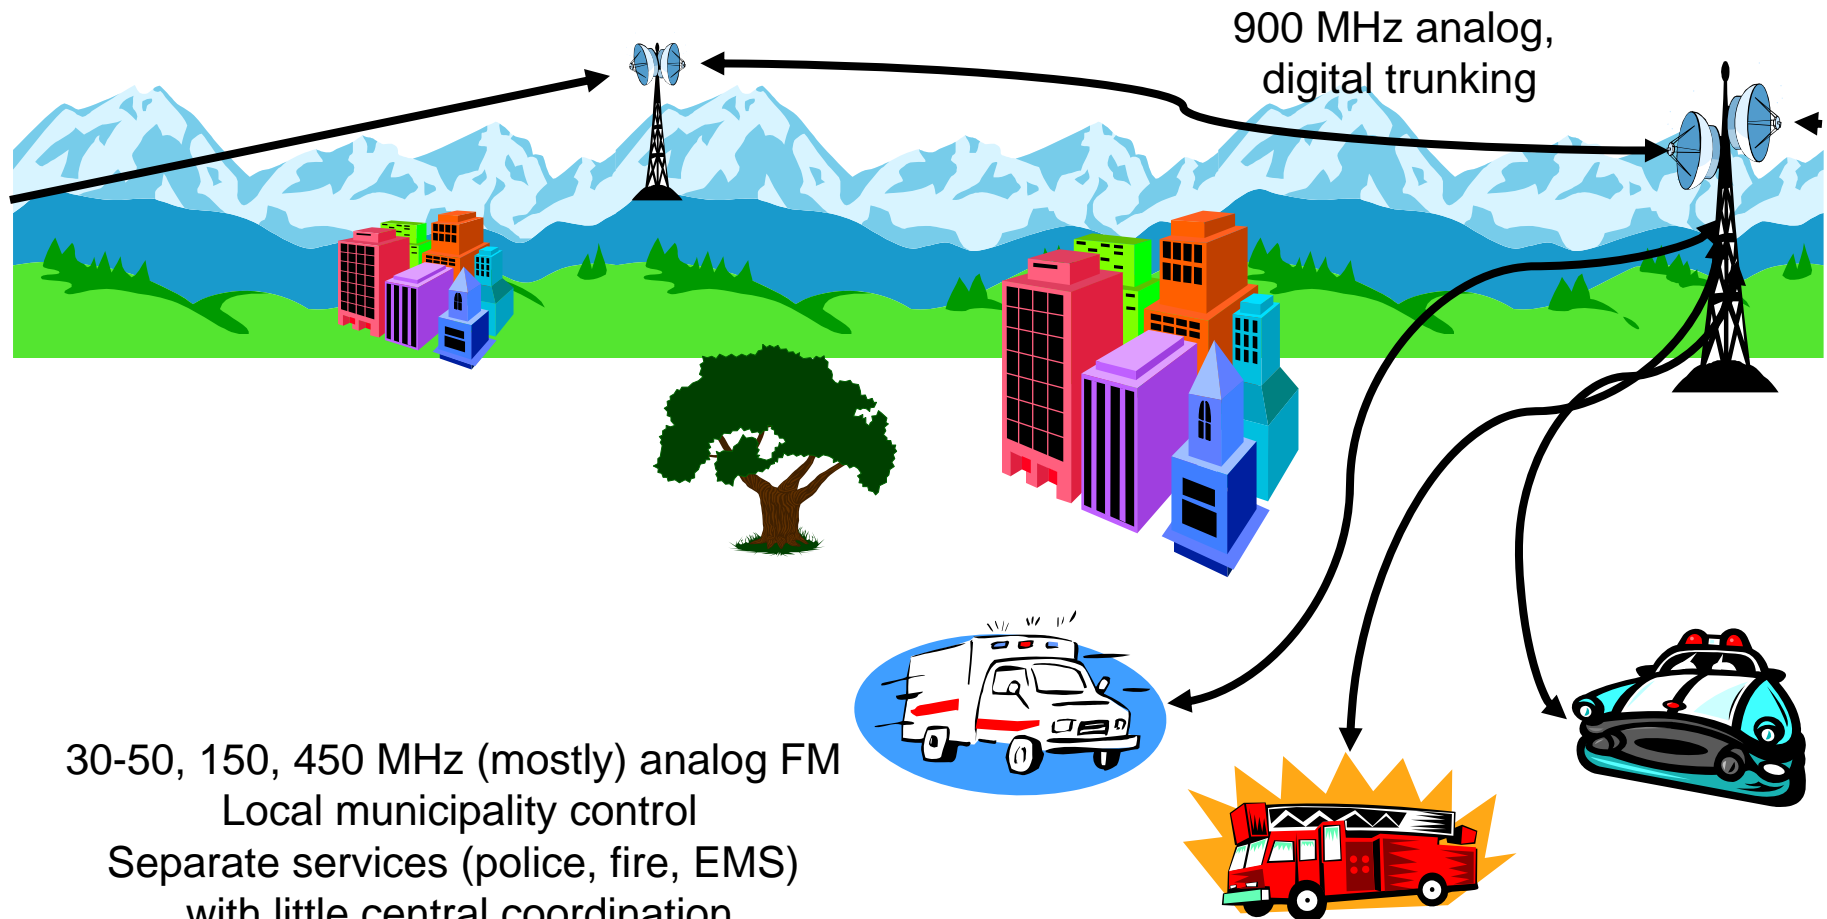 900 MHz analog,
digital trunking
30-50, 150, 450 MHz (mostly) analog FM
Local municipality control
Separate services (police, fire, EMS)
with little central coordination